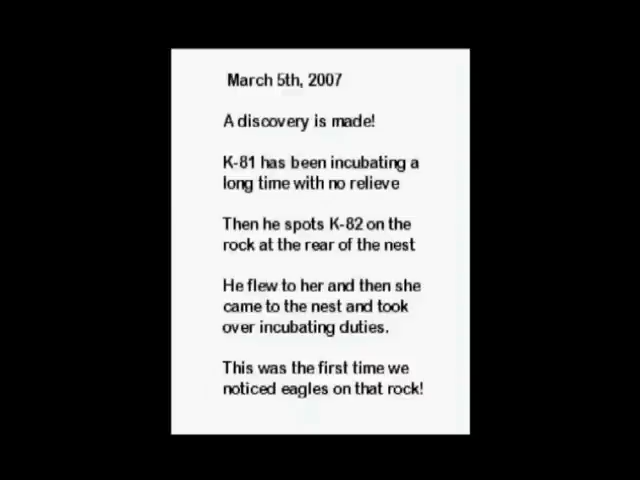 March 5th, 2007
A discovery is made!
K-81 has been incubating a
long time with no relieve
Then he spots K-82 on the
rock at the rear of the nest
He flew to her and then she
came to the nest and took
over incubating duties.
This was the first time we
noticed eagles on that rock!